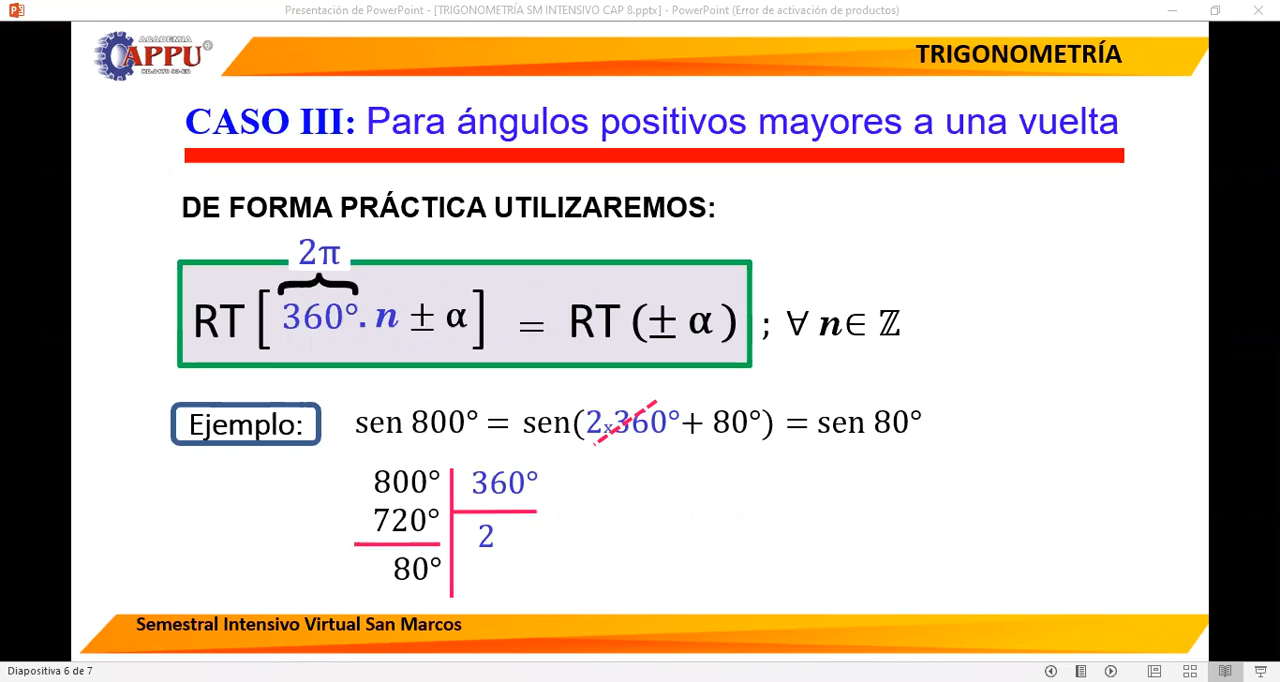 Presentación de PowerPoint - [TRIGONOMETRÍA SM INTENSIVO CAP 8.pptx] - PowerPoint (Error de activación de productos)
ACADEMIA
APPU
TRIGONOMETRÍA
CASO III: Para ángulos positivos mayores a una vuelta
DE FORMA PRÁCTICA UTILIZAREMOS:
2π
RT [ 360°. n ± α ] = RT (± α) ; ∀ n∈ ℤ
Ejemplo: sen 800° = sen(2x360°+ 80°) = sen 80°
800° 360°
720° 2
80°
Semestral Intensivo Virtual San Marcos
Diapositiva 6 de 7